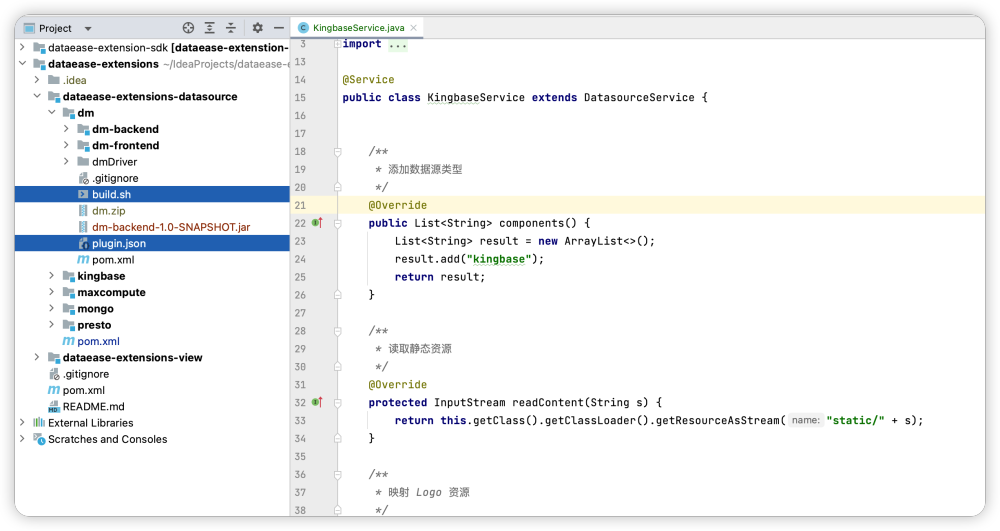 Project
dataease-extension-sdk [dataease-extenstion-
dataease-extensions ~/IdeaProjects/dataease-e
.idea
dataease-extensions-datasource
dm
dm-backend
dm-frontend
dmDriver
.gitignore
build.sh
dm.zip
dm-backend-1.0-SNAPSHOT.jar
plugin.json
pom.xml
kingbase
maxcompute
mongo
presto
pom.xml
dataease-extensions-view
.gitignore
pom.xml
README.md
External Libraries
Scratches and Consoles
KingbaseService.java
3 import ...
13
14 @Service
15 public class KingbaseService extends DatasourceService {
16
17
18 /**
19 * 添加数据源类型
20 */
21 @Override
22 public List<String> components() {
23 List<String> result = new ArrayList<>();
24 result.add("kingbase");
25 return result;
26 }
27
28 /**
29 * 读取静态资源
30 */
31 @Override
32 protected InputStream readContent(String s) {
33 return this.getClass().getClassLoader().getResourceAsStream( name: "static/" + s);
34 }
35
36 /**
37 * 映射 Logo 资源
38 */